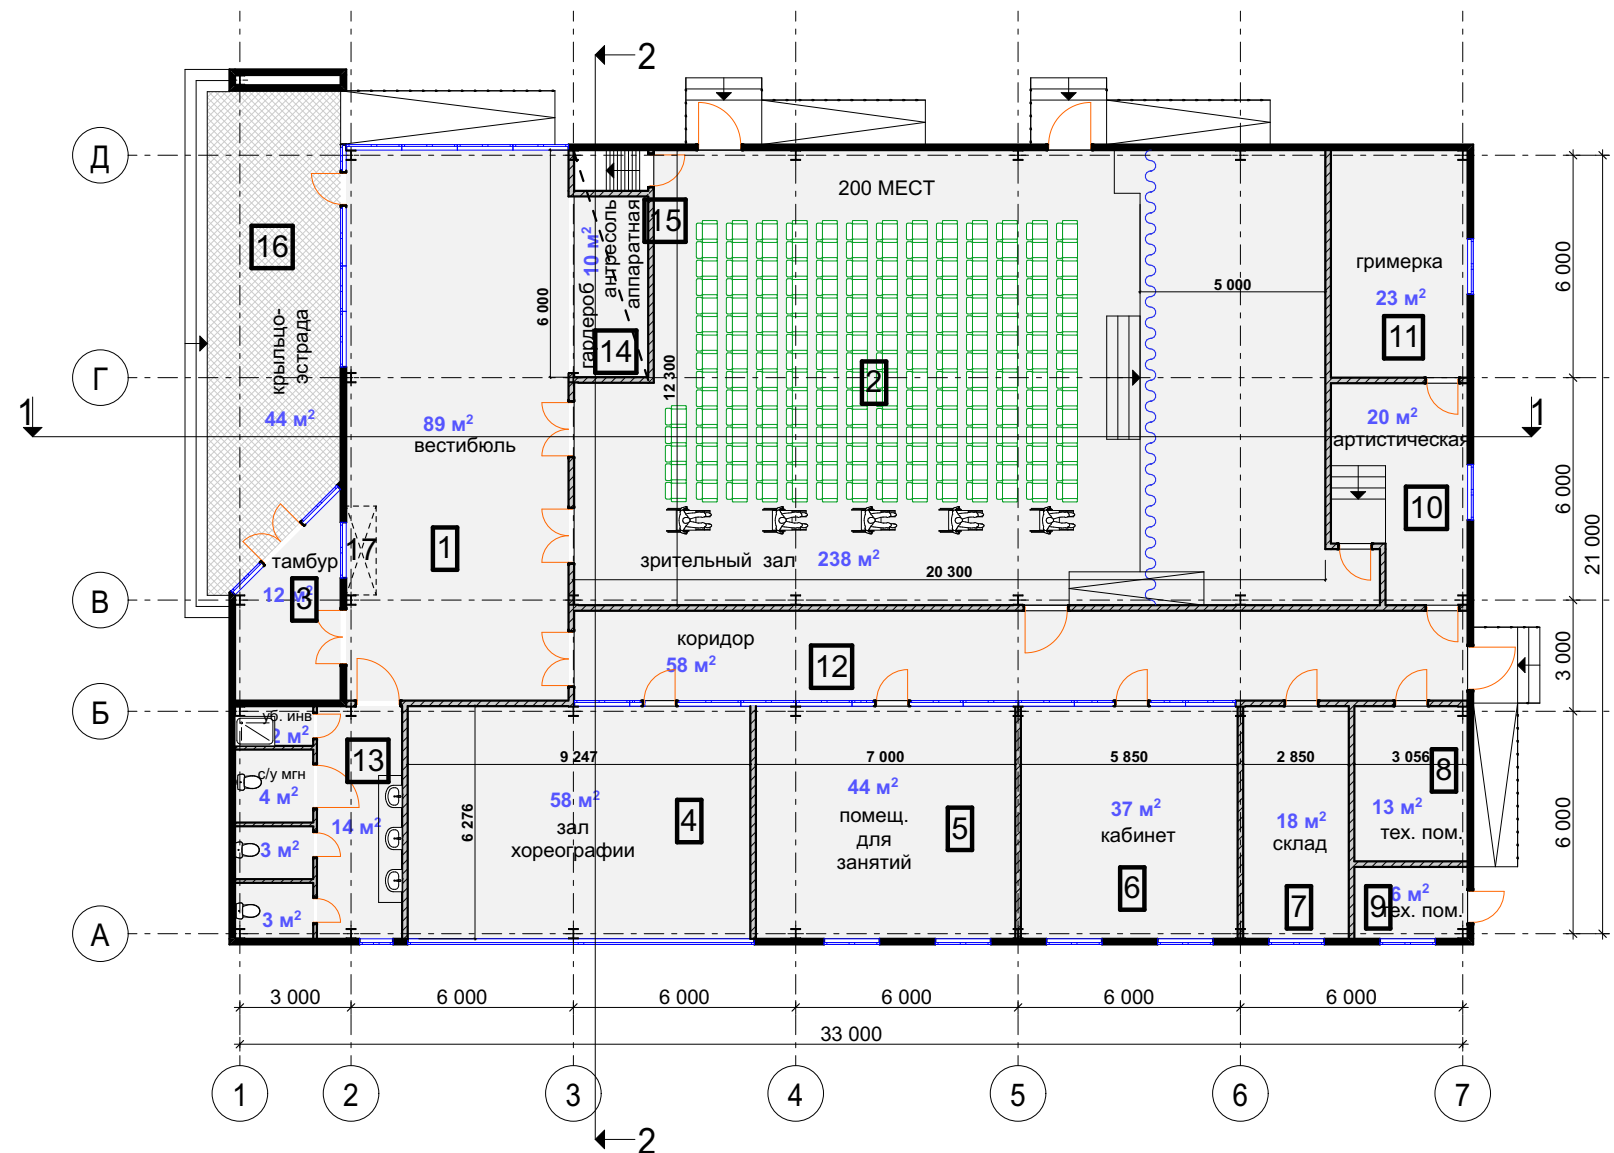 2
Д
200 МЕСТ
16
15
гардероб
10 м²
антресоль
аппаратная
гримерка
23 м²
11
6 000
5 000
6 000
крыльцо-
эстрада
14
2
12 300
Г
1
44 м²
89 м²
вестибюль
20 м²
артистическая
1
10
6 000
21 000
1
17
тамбур
12 м²
3
зрительный зал
238 м²
20 300
В
коридор
58 м²
12
3 000
Б
уб. инв
2 м²
13
с/у мгн
4 м²
14 м²
3 м²
3 м²
9 247
6 276
58 м²
зал
хореографии
4
7 000
44 м²
помещ.
для
занятий
5
5 850
37 м²
кабинет
6
2 850
18 м²
склад
7
3 056
8
13 м²
тех. пом.
6 м²
9
тех. пом.
6 000
А
3 000
6 000
6 000
6 000
6 000
6 000
33 000
1
2
3
4
5
6
7
2